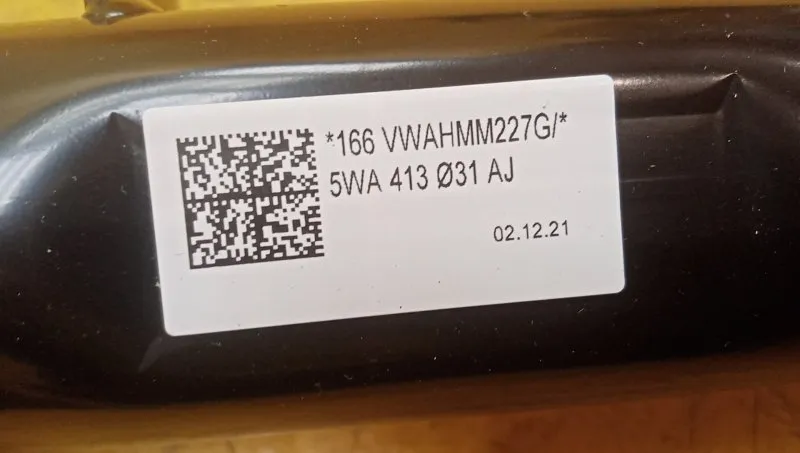 *166 VWAHMM227G/*
5WA 413 Ø31 AJ
02.12.21